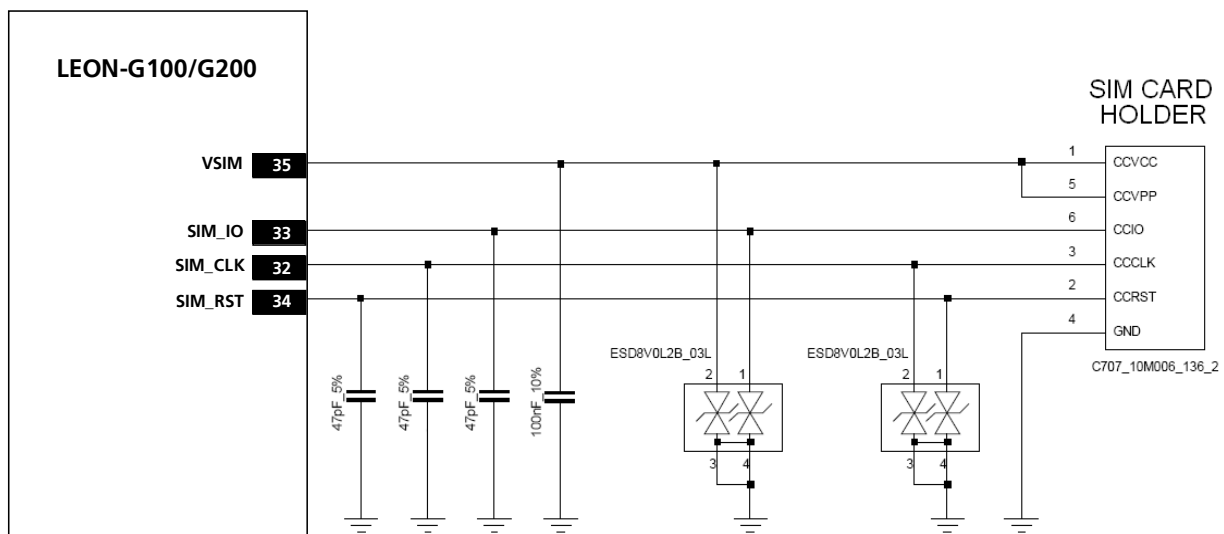 LEON-G100/G200
SIM CARD
HOLDER
VSIM 35
1 CCVCC
5 CCVPP
SIM_IO 33
6 CCIO
SIM_CLK 32
3 CCCLK
SIM_RST 34
2 CCRST
4 GND
C707_10M006_136_2
ESD8V0L2B_03L
ESD8V0L2B_03L
2 1
2 1
47pF_5%
47pF_5%
47pF_5%
100nF_10%
3 4
3 4